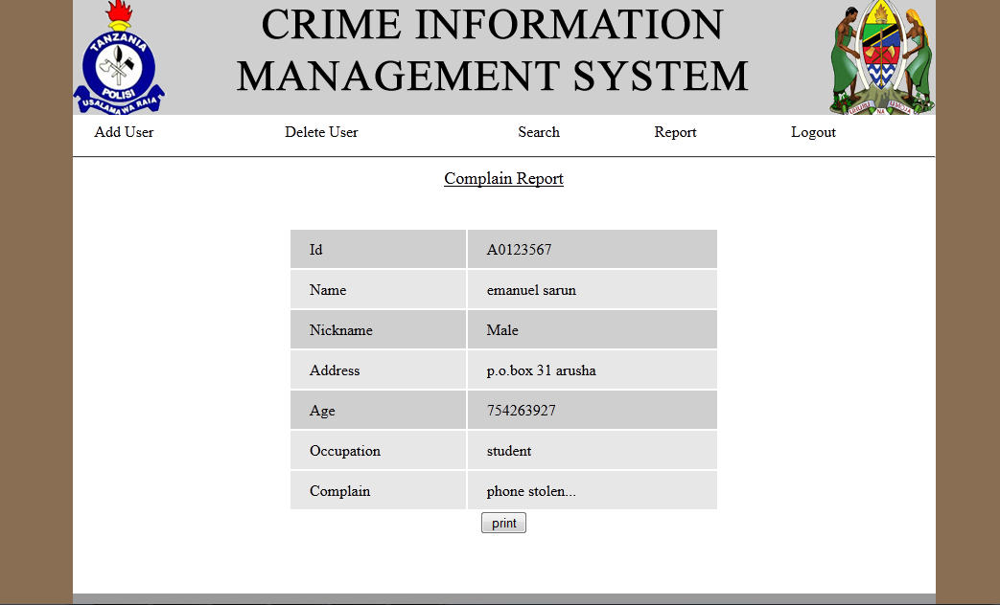 CRIME INFORMATION
MANAGEMENT SYSTEM
TANZANIA
POLISI
USALAMA WA RAIA
UHURU NA UMOJA
Add User
Delete User
Search
Report
Logout
Complain Report
Id A0123567
Name emanuel sarun
Nickname Male
Address p.o.box 31 arusha
Age 754263927
Occupation student
Complain phone stolen...
print